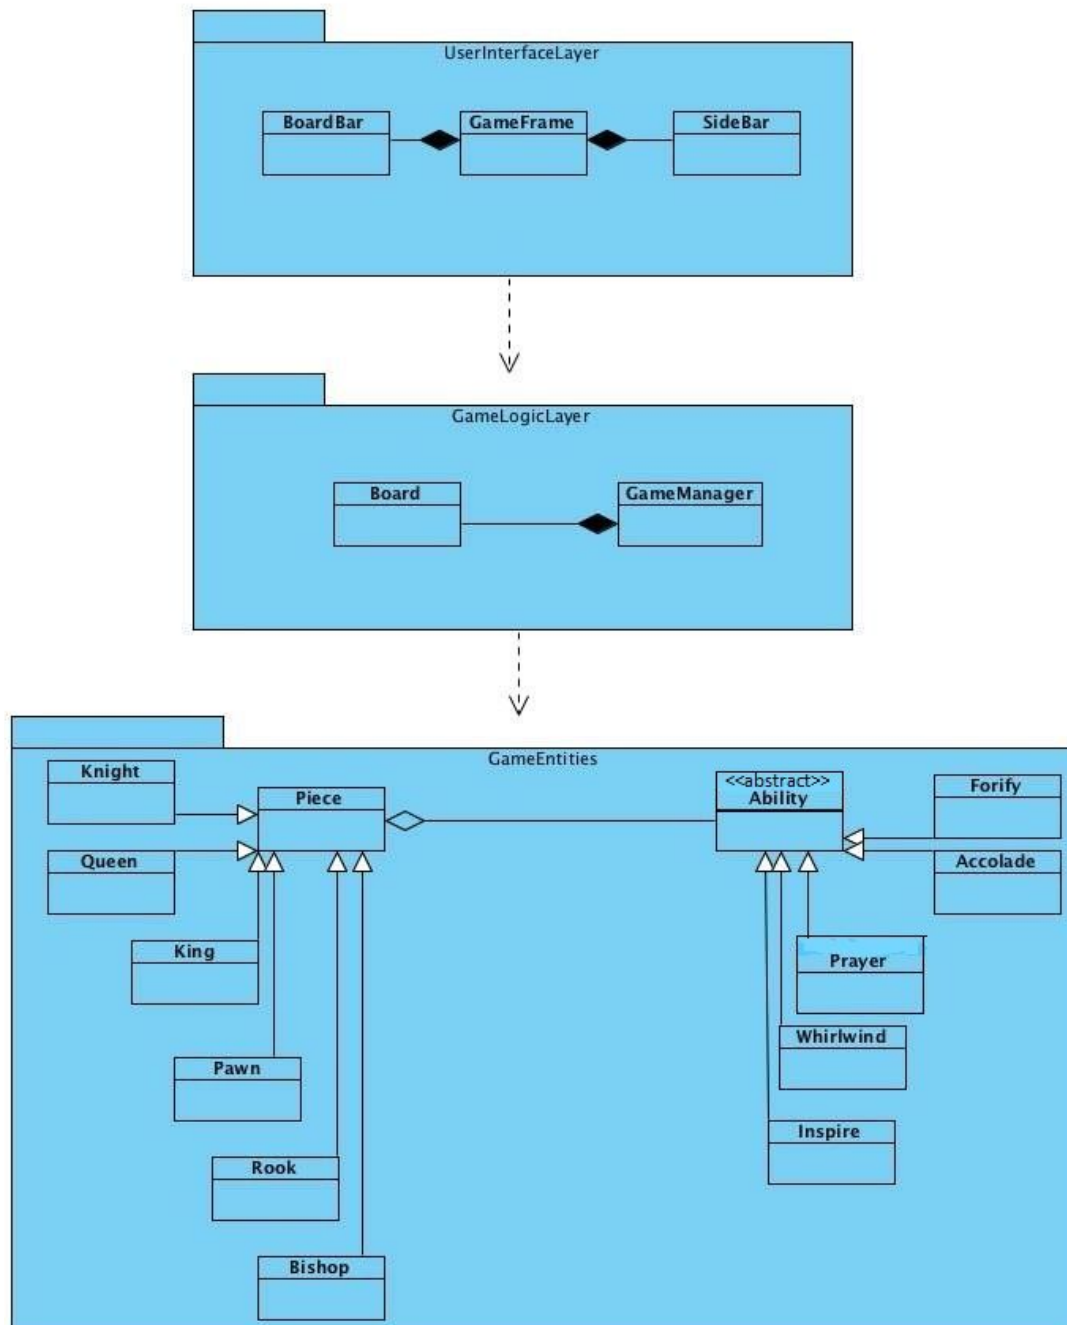 UserInterfaceLayer
BoardBar
GameFrame
SideBar
GameLogicLayer
Board
GameManager
GameEntities
Knight
Piece
<<abstract>>
Ability
Forify
Queen
Accolade
King
Prayer
Whirlwind
Pawn
Inspire
Rook
Bishop